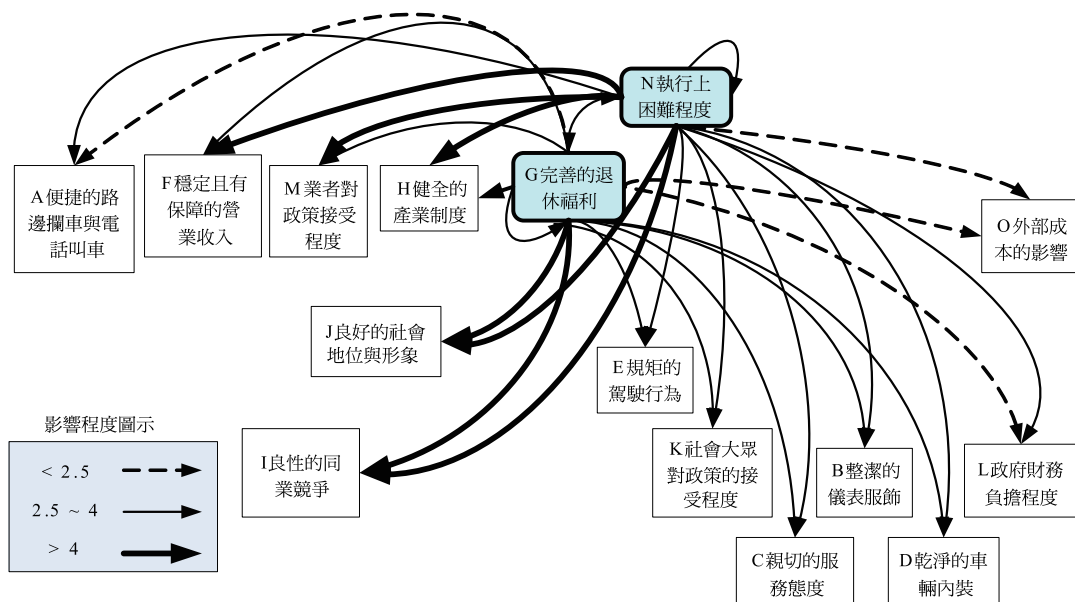 N執行上
困難程度
A便捷的路
邊攔車與電
話叫車
F穩定且有
保障的營
業收入
M業者對
政策接受
程度
H健全的
產業制度
G完善的退
休福利
O外部成
本的影響
J良好的社會
地位與形象
E規矩的
駕駛行為
I良性的同
業競爭
K社會大眾
對政策的接
受程度
B整潔的
儀表服飾
L政府財務
負擔程度
C親切的服
務態度
D乾淨的車
輛內裝
影響程度圖示
< 2.5
2.5 ~ 4
> 4